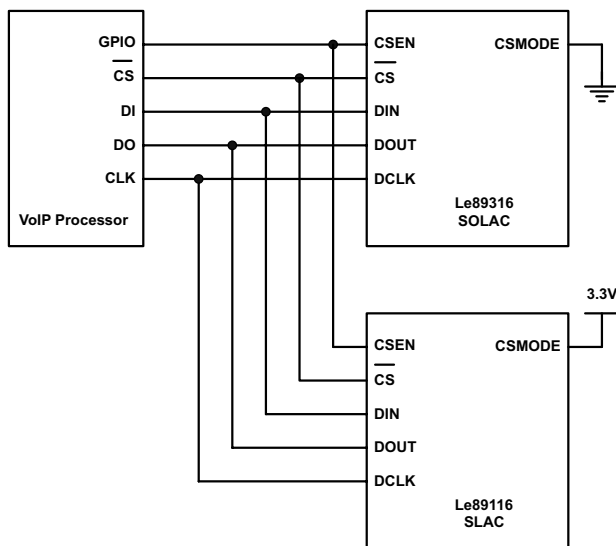 GPIO
CS
DI
DO
CLK
VoIP Processor
CSEN
CSMODE
CS
DIN
DOUT
DCLK
Le89316
SOLAC
3.3V
CSEN
CSMODE
CS
DIN
DOUT
DCLK
Le89116
SLAC